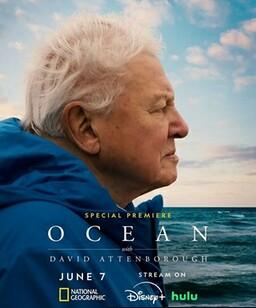 SPECIAL PREMIERE
OCEAN
with
DAVID ATTENBOROUGH
JUNE 7
STREAM ON
NATIONAL
GEOGRAPHIC
Disney+
hulu